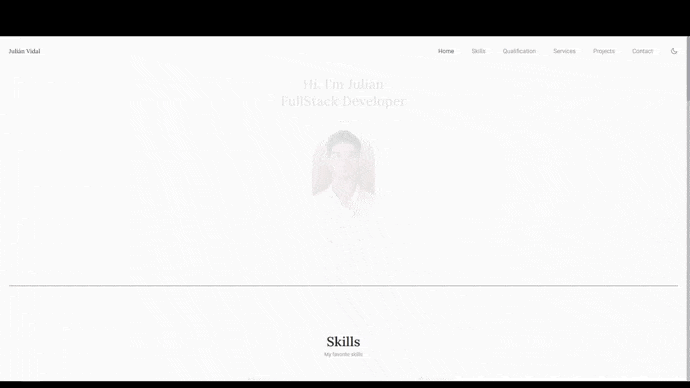 Julián Vidal
Home Skills Qualification Services Projects Contact
Hi, I'm Julian
FullStack Developer
Skills
My favorite skills